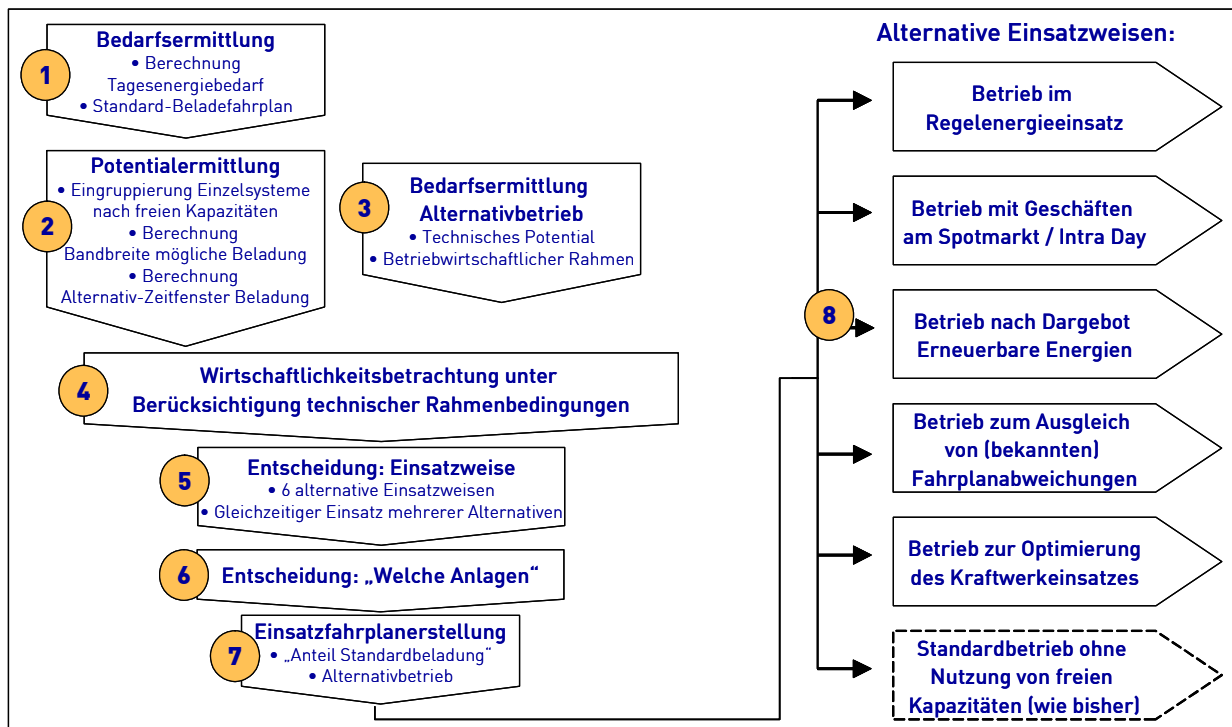 1
Bedarfsermittlung
• Berechnung
Tagesenergiebedarf
• Standard-Beladefahrplan
2
Potentialermittlung
• Eingruppierung Einzelsysteme
nach freien Kapazitäten
• Berechnung
Bandbreite mögliche Beladung
• Berechnung
Alternativ-Zeitfenster Beladung
3
Bedarfsermittlung
Alternativbetrieb
• Technisches Potential
• Betriebwirtschaftlicher Rahmen
4
Wirtschaftlichkeitsbetrachtung unter
Berücksichtigung technischer Rahmenbedingungen
5
Entscheidung: Einsatzweise
• 6 alternative Einsatzweisen
• Gleichzeitiger Einsatz mehrerer Alternativen
6
Entscheidung: „Welche Anlagen“
7
Einsatzfahrplanerstellung
• „Anteil Standardbeladung“
• Alternativbetrieb
8
Alternative Einsatzweisen:
Betrieb im
Regelenergieeinsatz
Betrieb mit Geschäften
am Spotmarkt / Intra Day
Betrieb nach Dargebot
Erneuerbare Energien
Betrieb zum Ausgleich
von (bekannten)
Fahrplanabweichungen
Betrieb zur Optimierung
des Kraftwerkeinsatzes
Standardbetrieb ohne
Nutzung von freien
Kapazitäten (wie bisher)